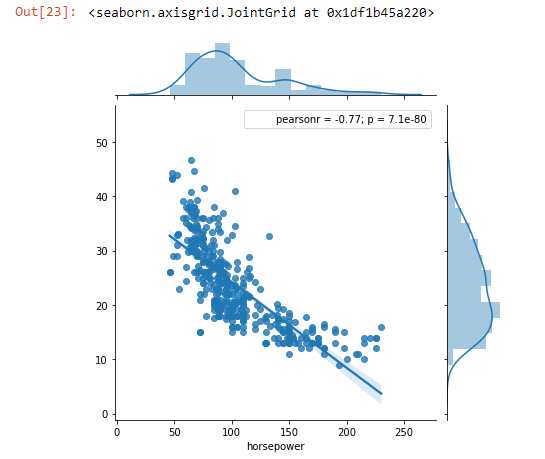 Out[23]: <seaborn.axisgrid.JointGrid at 0x1df1b45a220>
pearsonr = -0.77; p = 7.1e-80
50
40
30
20
10
0
0 50 100 150 200 250
horsepower